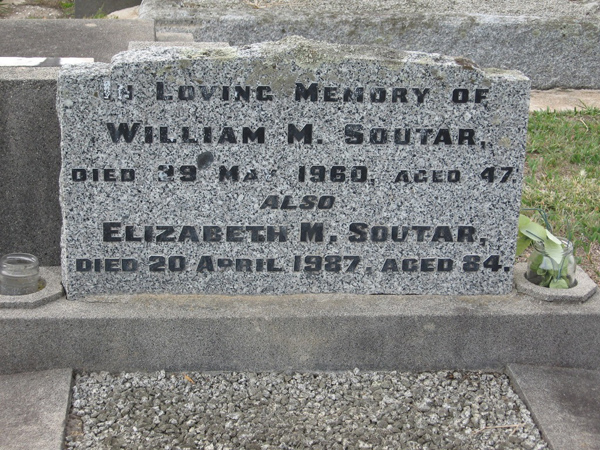 IN LOVING MEMORY OF
WILLIAM M. SOUTAR,
DIED MAY 1960, AGED 47.
ALSO
ELIZABETH M. SOUTAR,
DIED 20 APRIL 1987, AGED 84.